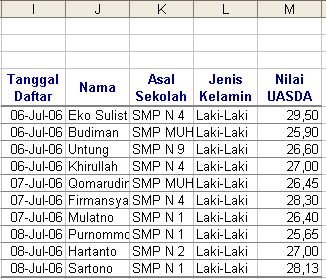 I J K L M
Tanggal Daftar Nama Asal Sekolah Jenis Kelamin Nilai UASDA
06-Jul-06 Eko Sulist SMP N 4 Laki-Laki 29,50
06-Jul-06 Budiman SMP MUH Laki-Laki 25,90
06-Jul-06 Untung SMP N 9 Laki-Laki 26,60
06-Jul-06 Khirullah SMP N 4 Laki-Laki 27,00
07-Jul-06 Qomarudin SMP MUH Laki-Laki 26,45
07-Jul-06 Firmansya SMP N 4 Laki-Laki 28,30
07-Jul-06 Mulatno SMP N 1 Laki-Laki 26,40
08-Jul-06 Purnommo SMP N 1 Laki-Laki 25,65
08-Jul-06 Hartanto SMP N 2 Laki-Laki 27,00
08-Jul-06 Sartono SMP N 1 Laki-Laki 28,13